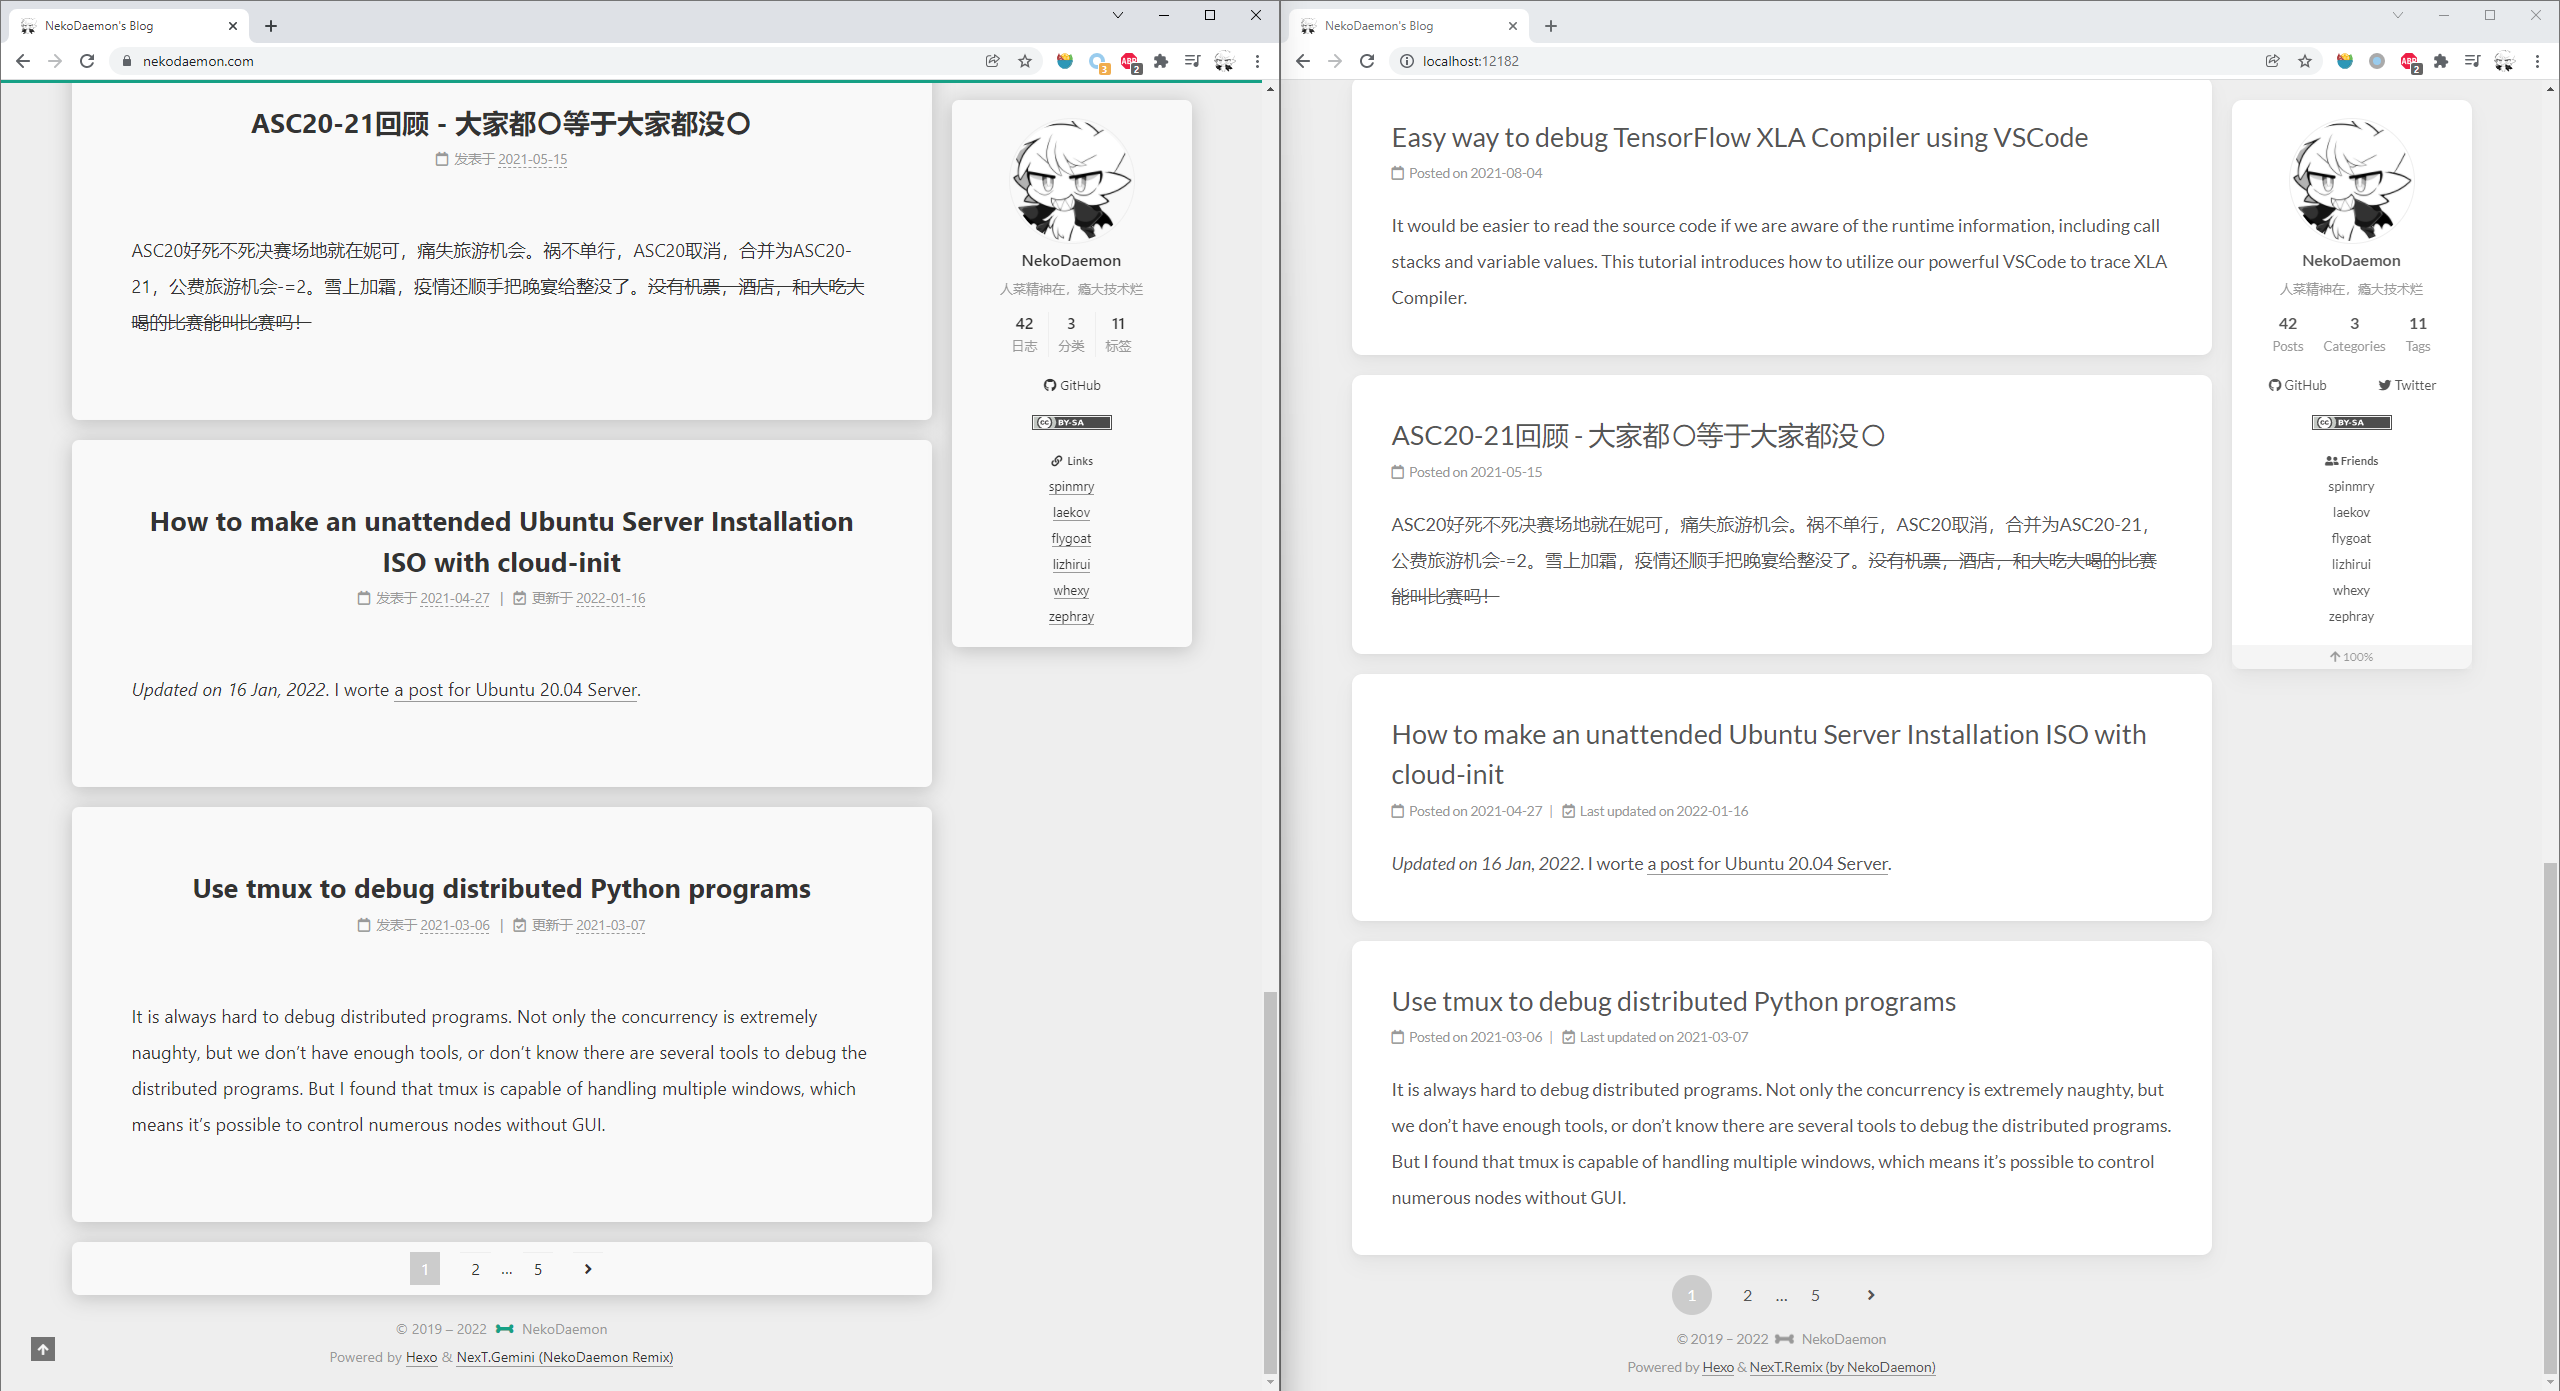 NekoDaemon's Blog
nekodaemon.com
3
ABP
2
ASC20-21回顾 - 大家都〇等于大家都没〇
发表于 2021-05-15
ASC20好死不死决赛场地就在妮可，痛失旅游机会。祸不单行，ASC20取消，合并为ASC20-
21，公费旅游机会-=2。雪上加霜，疫情还顺手把晚宴给整没了。没有机票，酒店，和大吃大
喝的比赛能叫比赛吗！
How to make an unattended Ubuntu Server Installation
ISO with cloud-init
发表于 2021-04-27 | 更新于 2022-01-16
Updated on 16 Jan, 2022. I worte a post for Ubuntu 20.04 Server.
Use tmux to debug distributed Python programs
发表于 2021-03-06 | 更新于 2021-03-07
It is always hard to debug distributed programs. Not only the concurrency is extremely
naughty, but we don’t have enough tools, or don’t know there are several tools to debug the
distributed programs. But I found that tmux is capable of handling multiple windows, which
means it’s possible to control numerous nodes without GUI.
1 2 … 5
© 2019 – 2022 NekoDaemon
Powered by Hexo & NexT.Gemini (NekoDaemon Remix)
NekoDaemon
人菜精神在，瘾大技术烂
42 3 11
日志 分类 标签
GitHub
cc BY-SA
Links
spinmry
laekov
flygoat
lizhirui
whexy
zephray
NekoDaemon's Blog
localhost:12182
ABP
2
Easy way to debug TensorFlow XLA Compiler using VSCode
Posted on 2021-08-04
It would be easier to read the source code if we are aware of the runtime information, including call
stacks and variable values. This tutorial introduces how to utilize our powerful VSCode to trace XLA
Compiler.
ASC20-21回顾 - 大家都〇等于大家都没〇
Posted on 2021-05-15
ASC20好死不死决赛场地就在妮可，痛失旅游机会。祸不单行，ASC20取消，合并为ASC20-21，
公费旅游机会-=2。雪上加霜，疫情还顺手把晚宴给整没了。没有机票，酒店，和大吃大喝的比赛
能叫比赛吗！
How to make an unattended Ubuntu Server Installation ISO with
cloud-init
Posted on 2021-04-27 | Last updated on 2022-01-16
Updated on 16 Jan, 2022. I worte a post for Ubuntu 20.04 Server.
Use tmux to debug distributed Python programs
Posted on 2021-03-06 | Last updated on 2021-03-07
It is always hard to debug distributed programs. Not only the concurrency is extremely naughty, but
we don’t have enough tools, or don’t know there are several tools to debug the distributed programs.
But I found that tmux is capable of handling multiple windows, which means it’s possible to control
numerous nodes without GUI.
1 2 … 5
© 2019 – 2022 NekoDaemon
Powered by Hexo & NexT.Remix (by NekoDaemon)
NekoDaemon
人菜精神在，瘾大技术烂
42 3 11
Posts Categories Tags
GitHub Twitter
cc BY-SA
Friends
spinmry
laekov
flygoat
lizhirui
whexy
zephray
100%